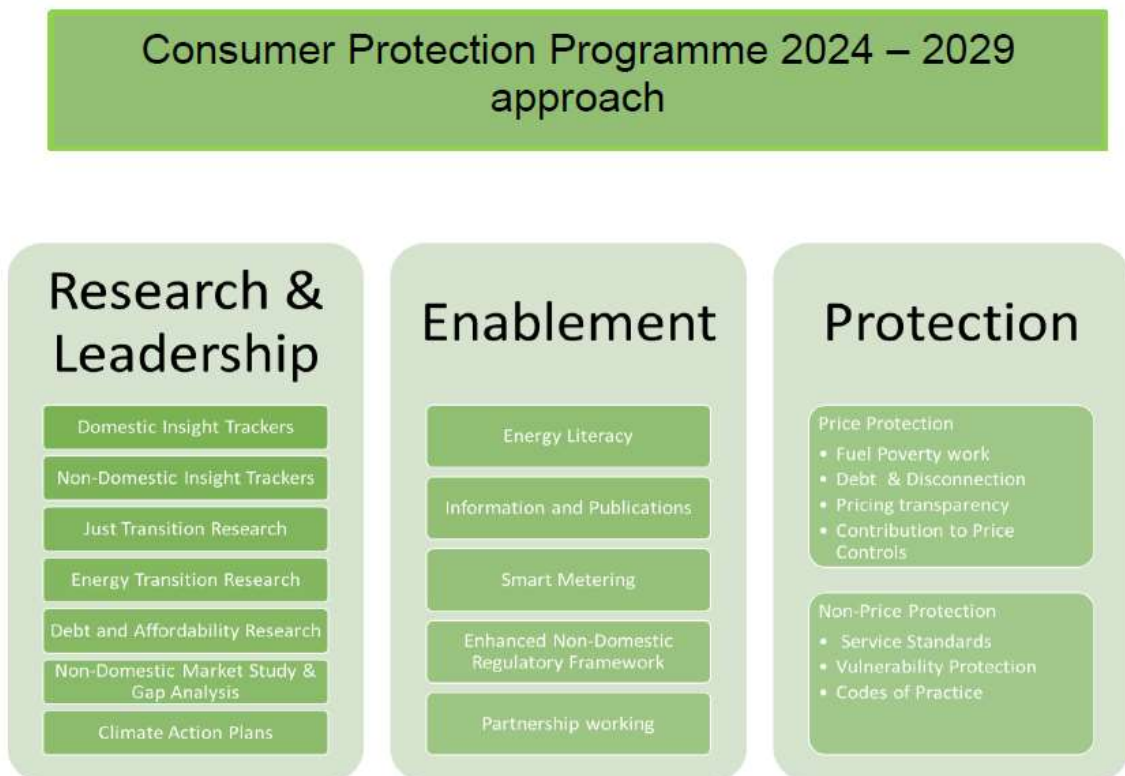 Consumer Protection Programme 2024 – 2029
approach
Research &
Leadership
Domestic Insight Trackers
Non-Domestic Insight Trackers
Just Transition Research
Energy Transition Research
Debt and Affordability Research
Non-Domestic Market Study &
Gap Analysis
Climate Action Plans
Enablement
Energy Literacy
Information and Publications
Smart Metering
Enhanced Non-Domestic
Regulatory Framework
Partnership working
Protection
Price Protection
• Fuel Poverty work
• Debt & Disconnection
• Pricing transparency
• Contribution to Price
Controls
Non-Price Protection
• Service Standards
• Vulnerability Protection
• Codes of Practice